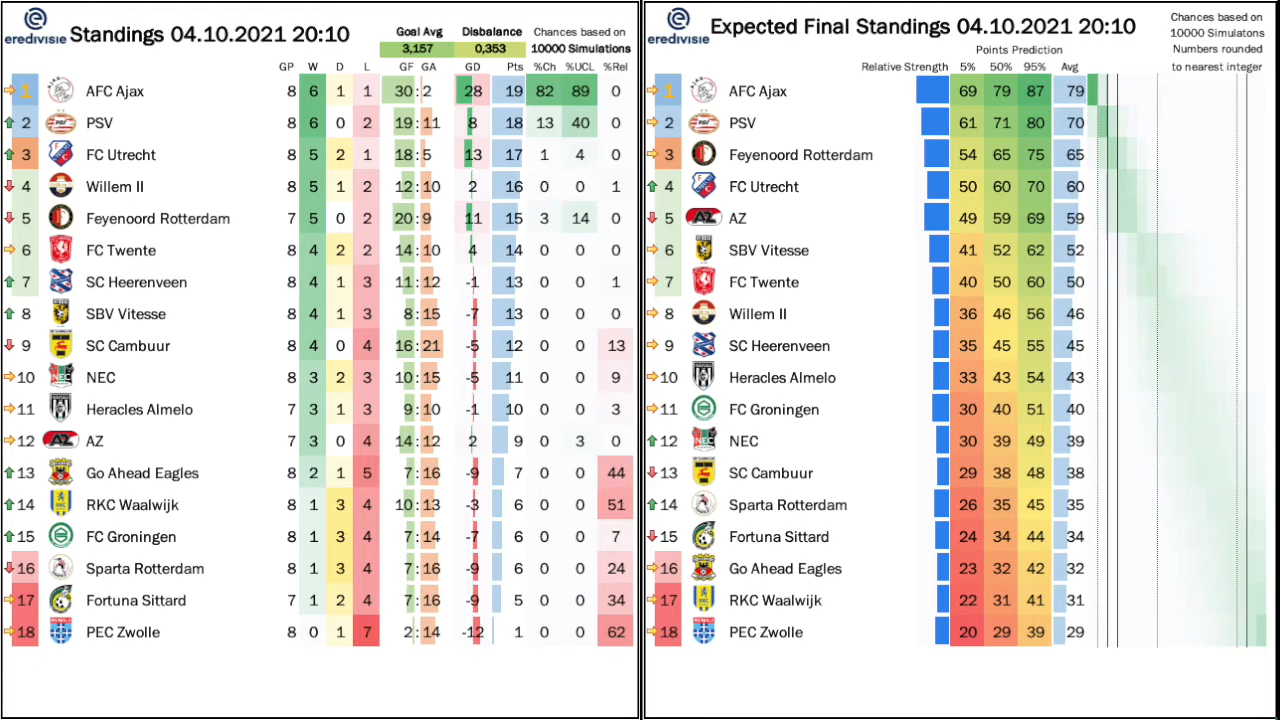 eredivisie Standings 04.10.2021 20:10
Goal Avg Disbalance Chances based on
3,157 0,353 10000 Simulations
GP W D L GF GA GD Pts %Ch %UCL %Rel
1 AFC Ajax 8 6 1 1 30:2 28 19 82 89 0
2 PSV 8 6 0 2 19:11 8 18 13 40 0
3 FC Utrecht 8 5 2 1 18:5 13 17 1 4 0
4 Willem II 8 5 1 2 12:10 2 16 0 0 1
5 Feyenoord Rotterdam 7 5 0 2 20:9 11 15 3 14 0
6 FC Twente 8 4 2 2 14:10 4 14 0 0 0
7 SC Heerenveen 8 4 1 3 11:12 -1 13 0 0 1
8 SBV Vitesse 8 4 1 3 8:15 -7 13 0 0 0
9 SC Cambuur 8 4 0 4 16:21 -5 12 0 0 13
10 NEC 8 3 2 3 10:15 -5 11 0 0 9
11 Heracles Almelo 7 3 1 3 9:10 -1 10 0 0 3
12 AZ 7 3 0 4 14:12 2 9 0 3 0
13 Go Ahead Eagles 8 2 1 5 7:16 -9 7 0 0 44
14 RKC Waalwijk 8 1 3 4 10:13 -3 6 0 0 51
15 FC Groningen 8 1 3 4 7:14 -7 6 0 0 7
16 Sparta Rotterdam 8 1 3 4 7:16 -9 6 0 0 24
17 Fortuna Sittard 7 1 2 4 7:16 -9 5 0 0 34
18 PEC Zwolle 8 0 1 7 2:14 -12 1 0 0 62
eredivisie Expected Final Standings 04.10.2021 20:10
Chances based on
10000 Simulatons
Numbers rounded
to nearest integer
Points Prediction
Relative Strength 5% 50% 95% Avg
1 AFC Ajax 69 79 87 79
2 PSV 61 71 80 70
3 Feyenoord Rotterdam 54 65 75 65
4 FC Utrecht 50 60 70 60
5 AZ 49 59 69 59
6 SBV Vitesse 41 52 62 52
7 FC Twente 40 50 60 50
8 Willem II 36 46 56 46
9 SC Heerenveen 35 45 55 45
10 Heracles Almelo 33 43 54 43
11 FC Groningen 30 40 51 40
12 NEC 30 39 49 39
13 SC Cambuur 29 38 48 38
14 Sparta Rotterdam 26 35 45 35
15 Fortuna Sittard 24 34 44 34
16 Go Ahead Eagles 23 32 42 32
17 RKC Waalwijk 22 31 41 31
18 PEC Zwolle 20 29 39 29